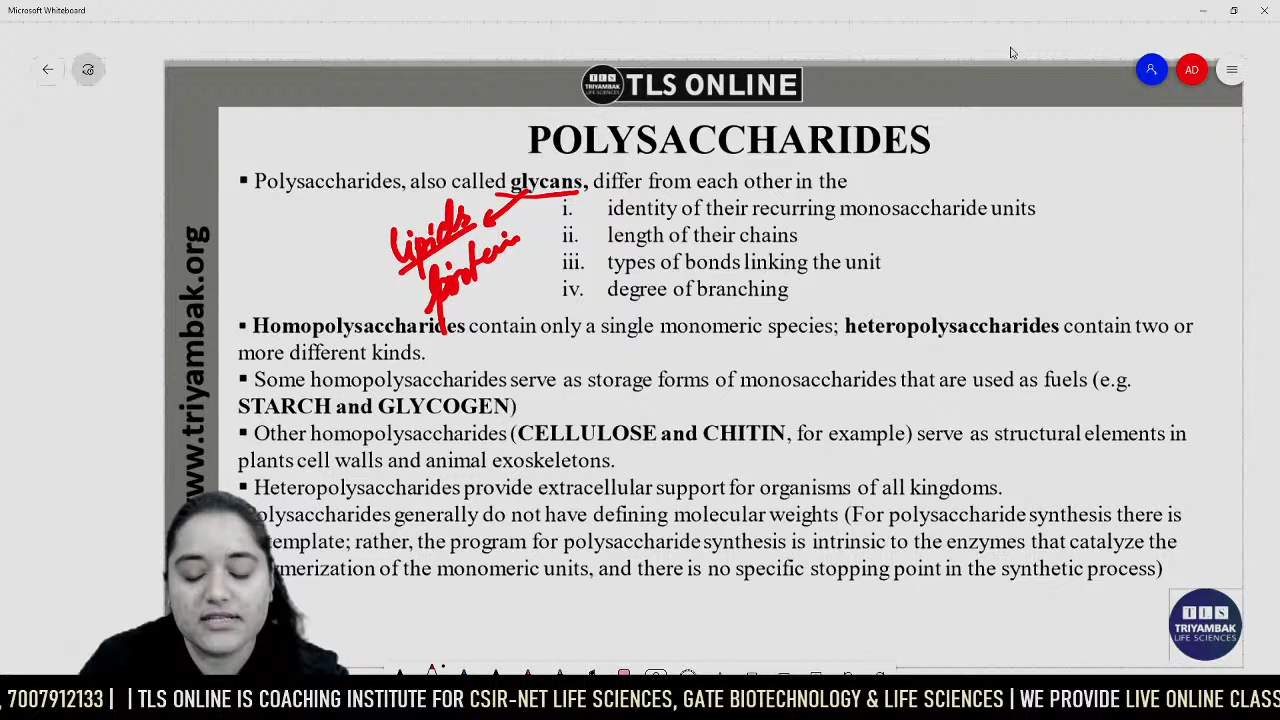 Microsoft Whiteboard
AD
TRIYAMBAK LIFE SCIENCES TLS ONLINE
www.triyambak.org
POLYSACCHARIDES
▪ Polysaccharides, also called glycans, differ from each other in the
i. identity of their recurring monosaccharide units
ii. length of their chains
iii. types of bonds linking the unit
iv. degree of branching
lipids
protein
▪ Homopolysaccharides contain only a single monomeric species; heteropolysaccharides contain two or
more different kinds.
▪ Some homopolysaccharides serve as storage forms of monosaccharides that are used as fuels (e.g.
STARCH and GLYCOGEN)
▪ Other homopolysaccharides (CELLULOSE and CHITIN, for example) serve as structural elements in
plants cell walls and animal exoskeletons.
▪ Heteropolysaccharides provide extracellular support for organisms of all kingdoms.
olysaccharides generally do not have defining molecular weights (For polysaccharide synthesis there is
template; rather, the program for polysaccharide synthesis is intrinsic to the enzymes that catalyze the
merization of the monomeric units, and there is no specific stopping point in the synthetic process)
TLS
TRIYAMBAK
LIFE SCIENCES
, 7007912133 | | TLS ONLINE IS COACHING INSTITUTE FOR CSIR-NET LIFE SCIENCES, GATE BIOTECHNOLOGY & LIFE SCIENCES | WE PROVIDE LIVE ONLINE CLASS